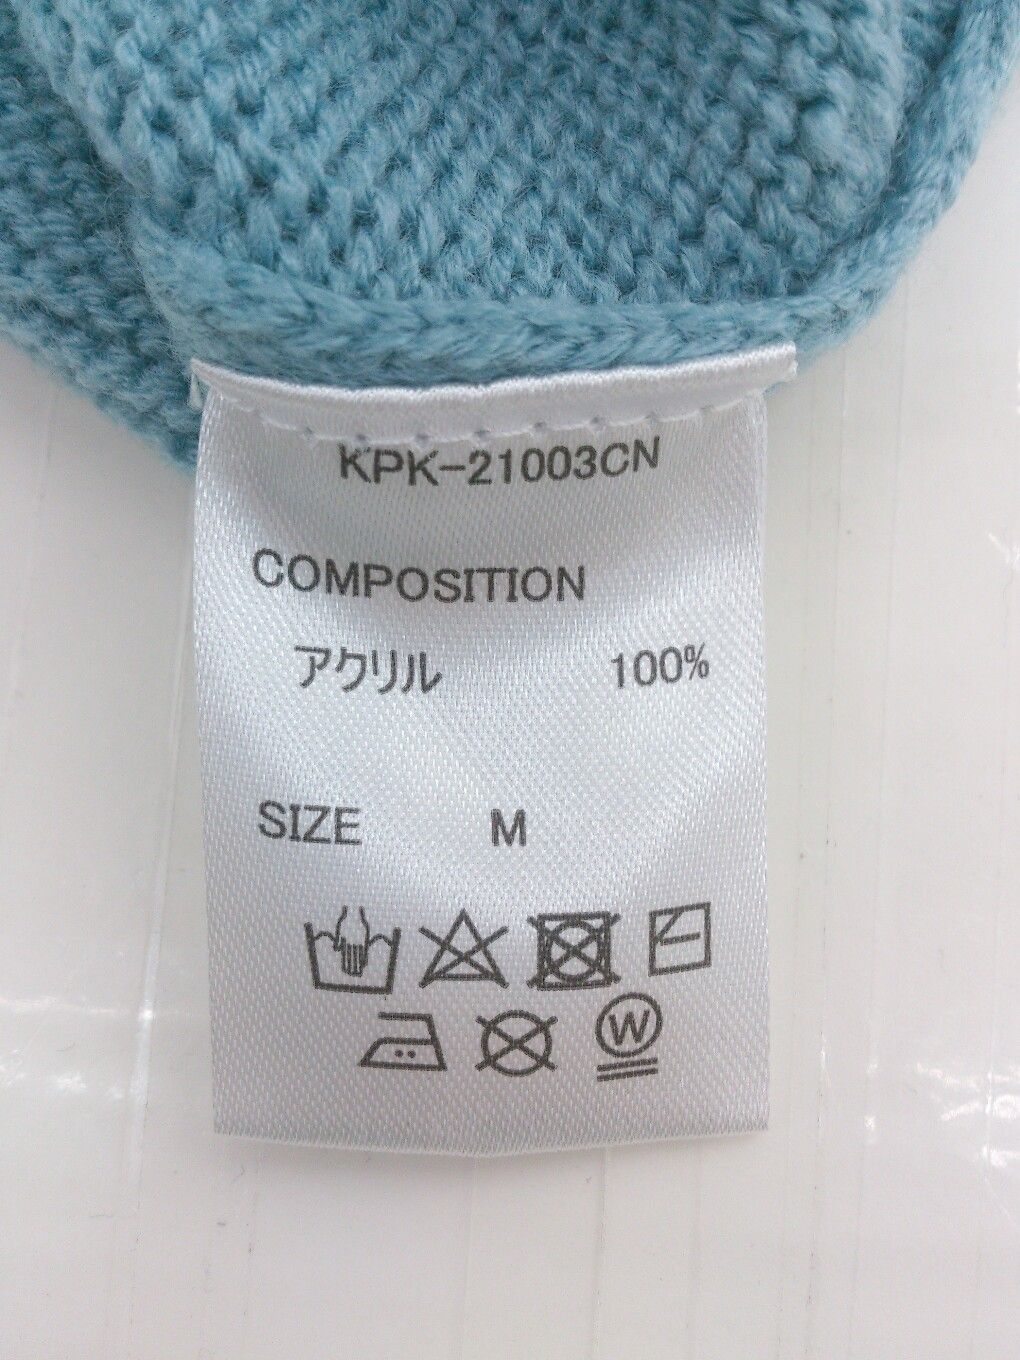 KPK-21003CN
COMPOSITION
アクリル 100%
SIZE M
W